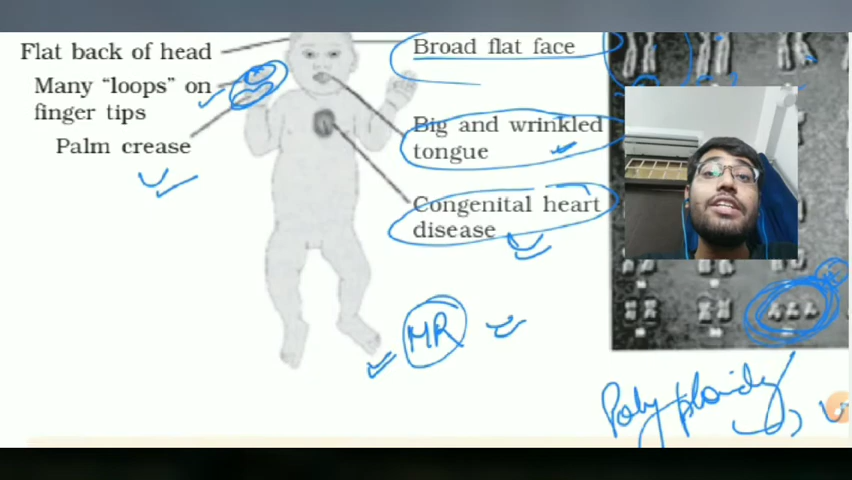 Flat back of head
Many “loops” on
finger tips
Palm crease
Broad flat face
Big and wrinkled
tongue
Congenital heart
disease
MR
Polyploidy